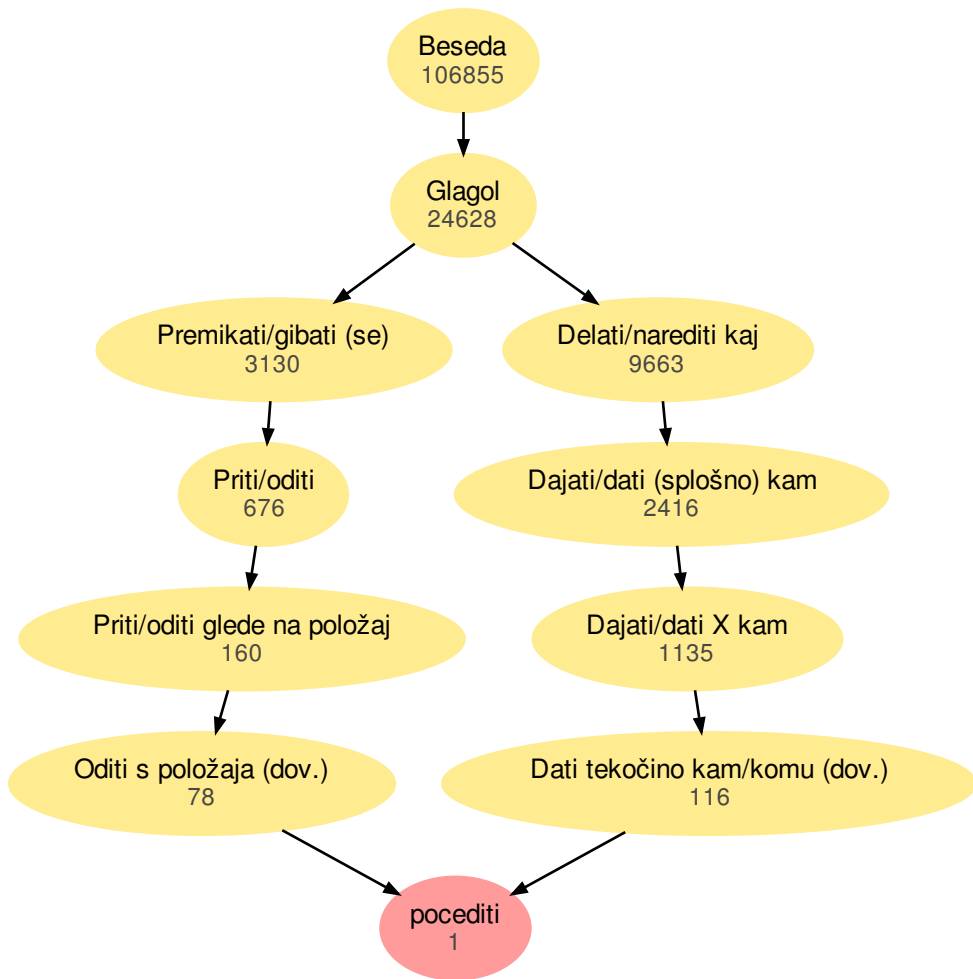 Beseda
106855
Glagol
24628
Premikati/gibati (se)
3130
Delati/narediti kaj
9663
Priti/oditi
676
Dajati/dati (splošno) kam
2416
Priti/oditi glede na položaj
160
Dajati/dati X kam
1135
Oditi s položaja (dov.)
78
Dati tekočino kam/komu (dov.)
116
pocediti
1